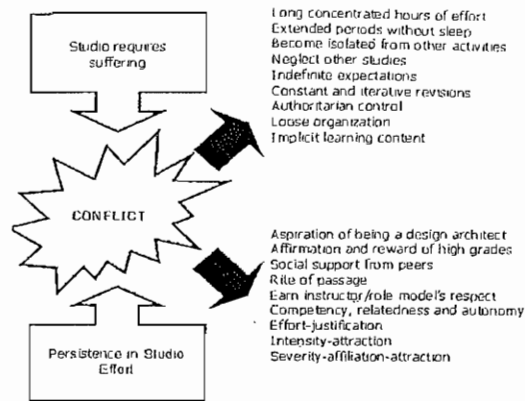 Studio requires
suffering
Long concentrated hours of effort
Extended periods without sleep
Become isolated from other activities
Neglect other studies
Indefinite expectations
Constant and iterative revisions
Authoritarian control
Loose organization
Implicit learning content
CONFLICT
Aspiration of being a design architect
Affirmation and reward of high grades
Social support from peers
Rite of passage
Earn instructor/role model's respect
Competency, relatedness and autonomy
Effort-justification
Intensity-attraction
Severity-affiliation-attraction
Persistence in Studio
Effort